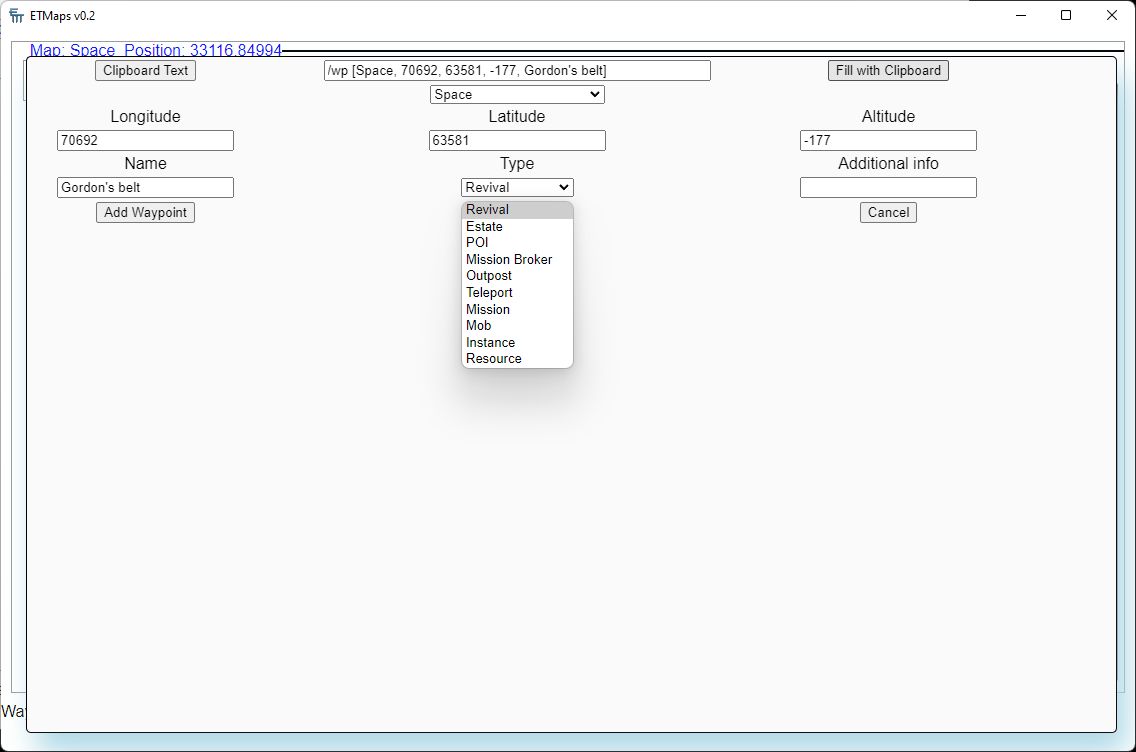 ETMaps v0.2
Map: Space Position: 33116,84994
Clipboard Text
/wp [Space, 70692, 63581, -177, Gordon's belt]
Fill with Clipboard
Space
Longitude
Latitude
Altitude
70692
63581
-177
Name
Type
Additional info
Gordon's belt
Revival
Add Waypoint
Cancel
Revival
Estate
POI
Mission Broker
Outpost
Teleport
Mission
Mob
Instance
Resource